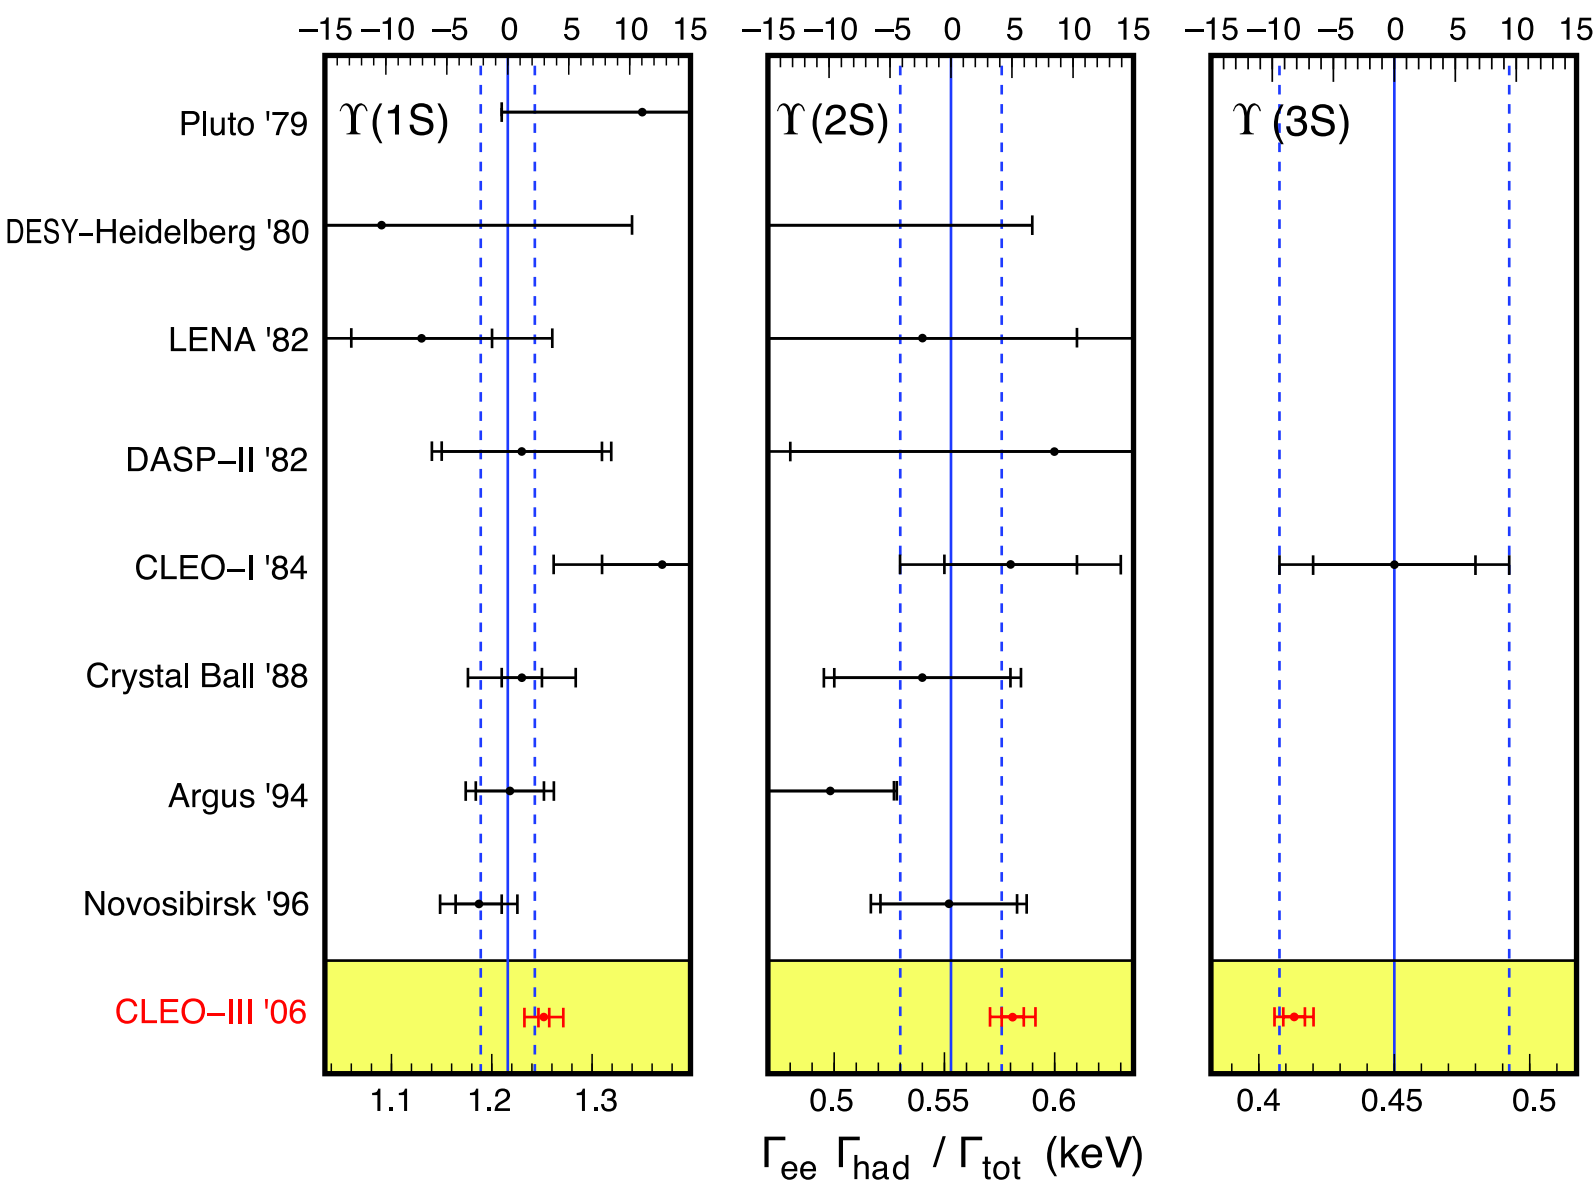 −15 −10 −5 0 5 10 15 −15 −10 −5 0 5 10 15 −15 −10 −5 0 5 10 15
ϒ(1S) ϒ(2S) ϒ(3S)
Pluto '79
DESY−Heidelberg '80
LENA '82
DASP−II '82
CLEO−I '84
Crystal Ball '88
Argus '94
Novosibirsk '96
CLEO−III '06
1.1 1.2 1.3 0.5 0.55 0.6 0.4 0.45 0.5
Γee Γhad / Γtot (keV)